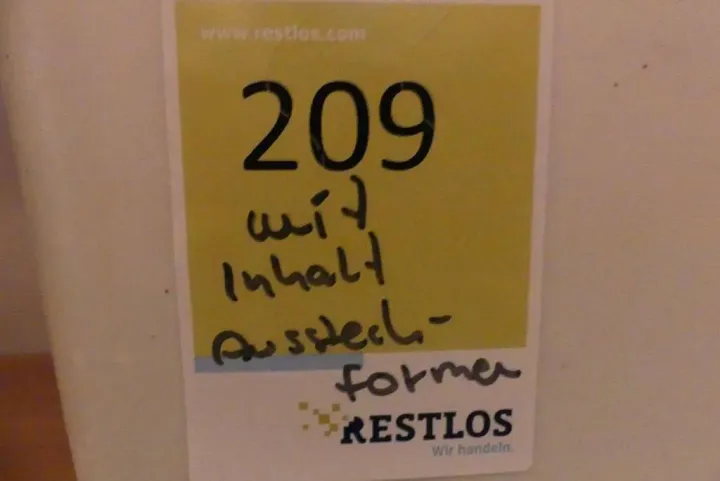 www.restlos.com
209
mit
Inhalt
Ausstech-
formen
RESTLOS
Wir handeln.